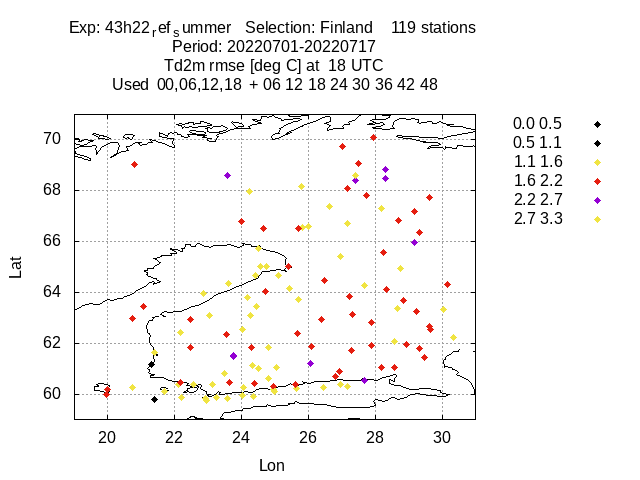 Exp: 43h22refsummer   Selection: Finland    119 stations
Period: 20220701-20220717
Td2m rmse [deg C] at  18 UTC
Used  00,06,12,18  + 06 12 18 24 30 36 42 48
0.0 0.5
0.5 1.1
1.1 1.6
1.6 2.2
2.2 2.7
2.7 3.3
70
68
66
64
62
60
Lat
20 22 24 26 28 30
Lon